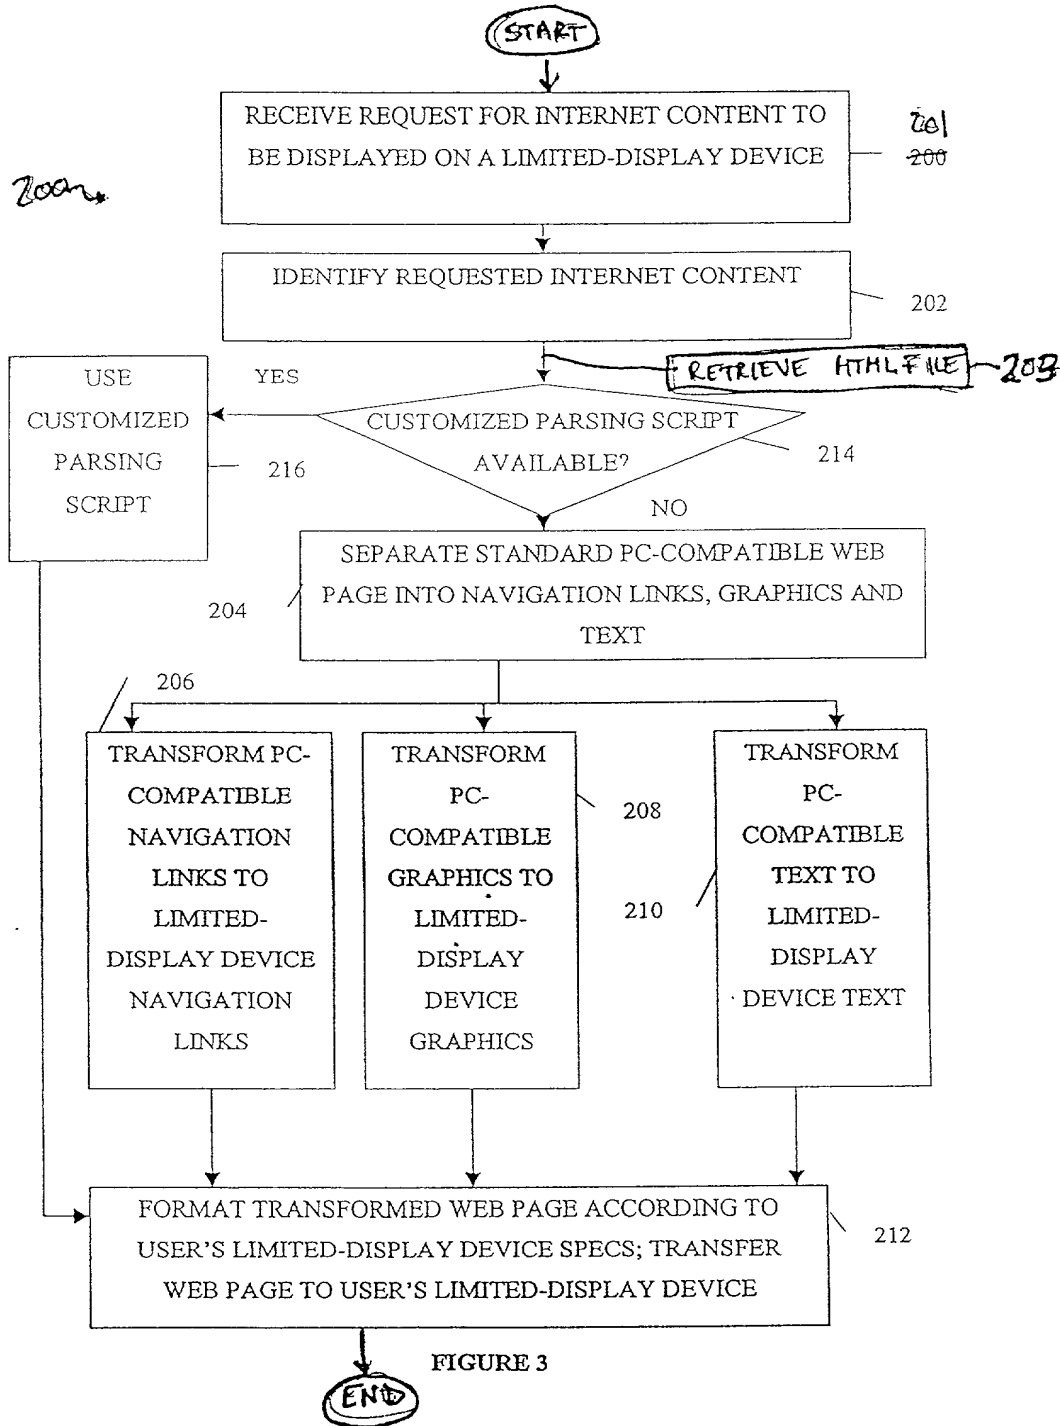 START
RECEIVE REQUEST FOR INTERNET CONTENT TO
BE DISPLAYED ON A LIMITED-DISPLAY DEVICE
201
200
200
IDENTIFY REQUESTED INTERNET CONTENT
202
RETRIEVE HTML FILE
203
USE
CUSTOMIZED
PARSING
SCRIPT
YES
216
CUSTOMIZED PARSING SCRIPT
AVAILABLE?
214
NO
SEPARATE STANDARD PC-COMPATIBLE WEB
PAGE INTO NAVIGATION LINKS, GRAPHICS AND
TEXT
204
206
TRANSFORM PC-
COMPATIBLE
NAVIGATION
LINKS TO
LIMITED-
DISPLAY DEVICE
NAVIGATION
LINKS
TRANSFORM
PC-
COMPATIBLE
GRAPHICS TO
LIMITED-
DISPLAY
DEVICE
GRAPHICS
208
TRANSFORM
PC-
COMPATIBLE
TEXT TO
LIMITED-
DISPLAY
DEVICE TEXT
210
FORMAT TRANSFORMED WEB PAGE ACCORDING TO
USER'S LIMITED-DISPLAY DEVICE SPECS; TRANSFER
WEB PAGE TO USER'S LIMITED-DISPLAY DEVICE
212
FIGURE 3
END